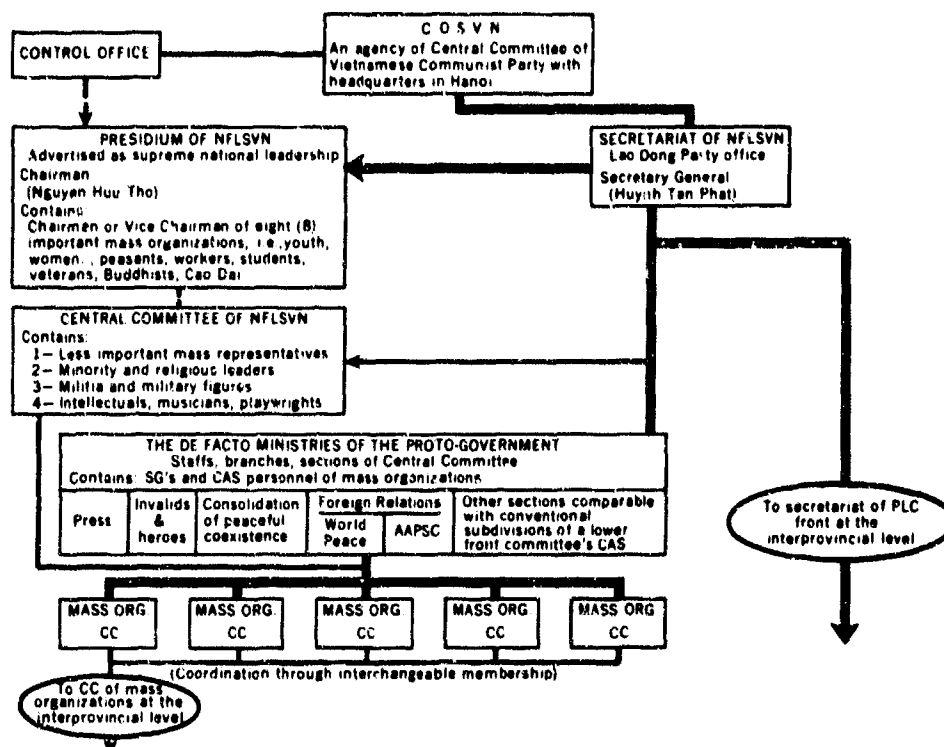 CONTROL OFFICE
C O S V N
An agency of Central Committee of
Vietnamese Communist Party with
headquarters in Hanoi
PRESIDIUM OF NFLSVN
Advertised as supreme national leadership
Chairman
(Nguyen Huu Tho)
Contains:
Chairmen or Vice Chairman of eight (8)
important mass organizations, i.e., youth,
women, peasants, workers, students,
veterans, Buddhists, Cao Dai
SECRETARIAT OF NFLSVN
Lao Dong Party office
Secretary General
(Huynh Tan Phat)
CENTRAL COMMITTEE OF NFLSVN
Contains:
1— Less important mass representatives
2— Minority and religious leaders
3— Militia and military figures
4— Intellectuals, musicians, playwrights
THE DE FACTO MINISTRIES OF THE PROTO-GOVERNMENT
Staffs, branches, sections of Central Committee
Contains: SG's and CAS personnel of mass organizations
Press
Invalids
&
heroes
Consolidation
of peaceful
coexistence
Foreign Relations
World
Peace
AAPSC
Other sections comparable
with conventional
subdivisions of a lower
front committee's CAS
To secretariat of PLC
front at the
interprovincial level
MASS ORG
CC
MASS ORG.
CC
MASS ORG
CC
MASS ORG
CC
MASS ORG
CC
(Coordination through interchangeable membership)
To CC of mass
organizations at the
interprovincial level